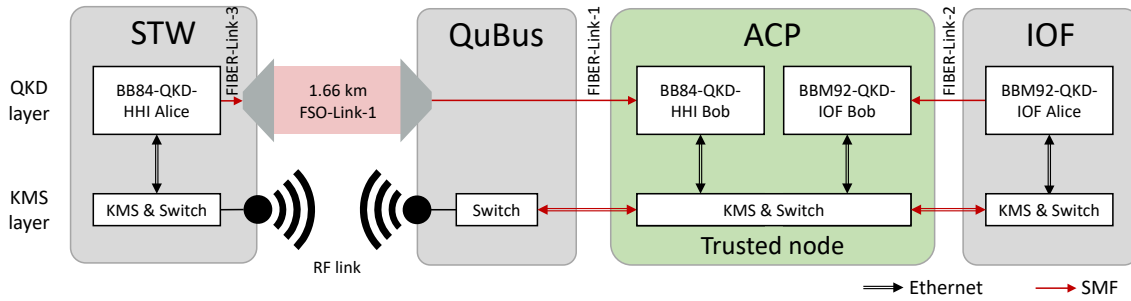 STW
QuBus
ACP
IOF
FIBER-Link-3
FIBER-Link-1
FIBER-Link-2
QKD
layer
BB84-QKD-
HHI Alice
1.66 km
FSO-Link-1
BB84-QKD-
HHI Bob
BBM92-QKD-
IOF Bob
BBM92-QKD-
IOF Alice
KMS
layer
KMS & Switch
Switch
KMS & Switch
KMS & Switch
RF link
Trusted node
Ethernet
SMF